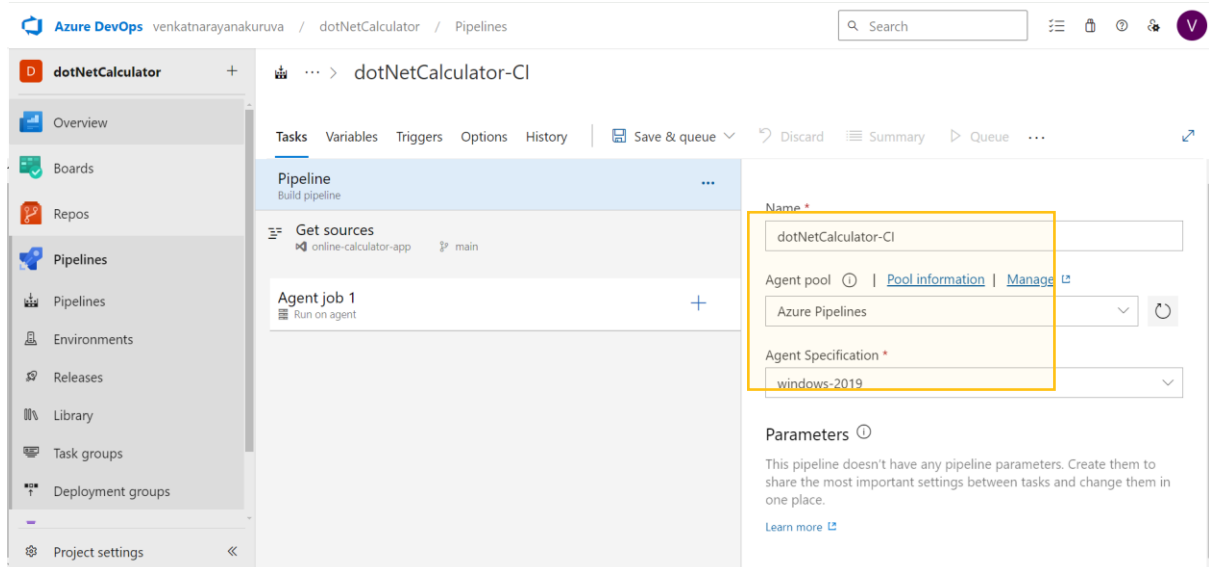 Azure DevOps venkatnarayanakuruva / dotNetCalculator / Pipelines
Search
V
D dotNetCalculator +
... > dotNetCalculator-CI
Overview
Boards
Repos
Pipelines
Pipelines
Environments
Releases
Library
Task groups
Deployment groups
Project settings
Tasks Variables Triggers Options History Save & queue Discard Summary Queue ...
Pipeline
Build pipeline
...
Get sources
online-calculator-app main
Agent job 1
Run on agent
+
Name *
dotNetCalculator-CI
Agent pool | Pool information | Manage
Azure Pipelines
Agent Specification *
windows-2019
Parameters
This pipeline doesn't have any pipeline parameters. Create them to
share the most important settings between tasks and change them in
one place.
Learn more